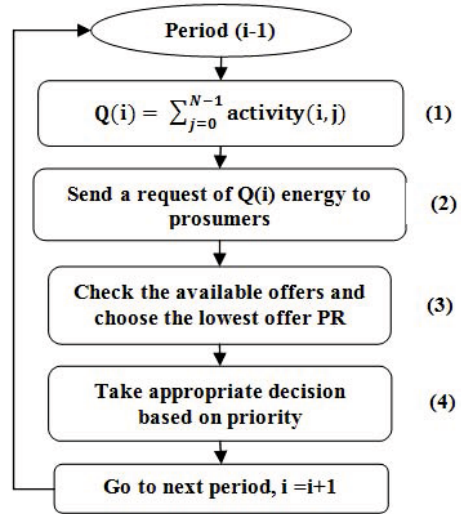 Period (i-1)
Q(i) = ∑_{j=0}^{N−1} activity(i, j)
(1)
Send a request of Q(i) energy to
prosumers
(2)
Check the available offers and
choose the lowest offer PR
(3)
Take appropriate decision
based on priority
(4)
Go to next period, i =i+1